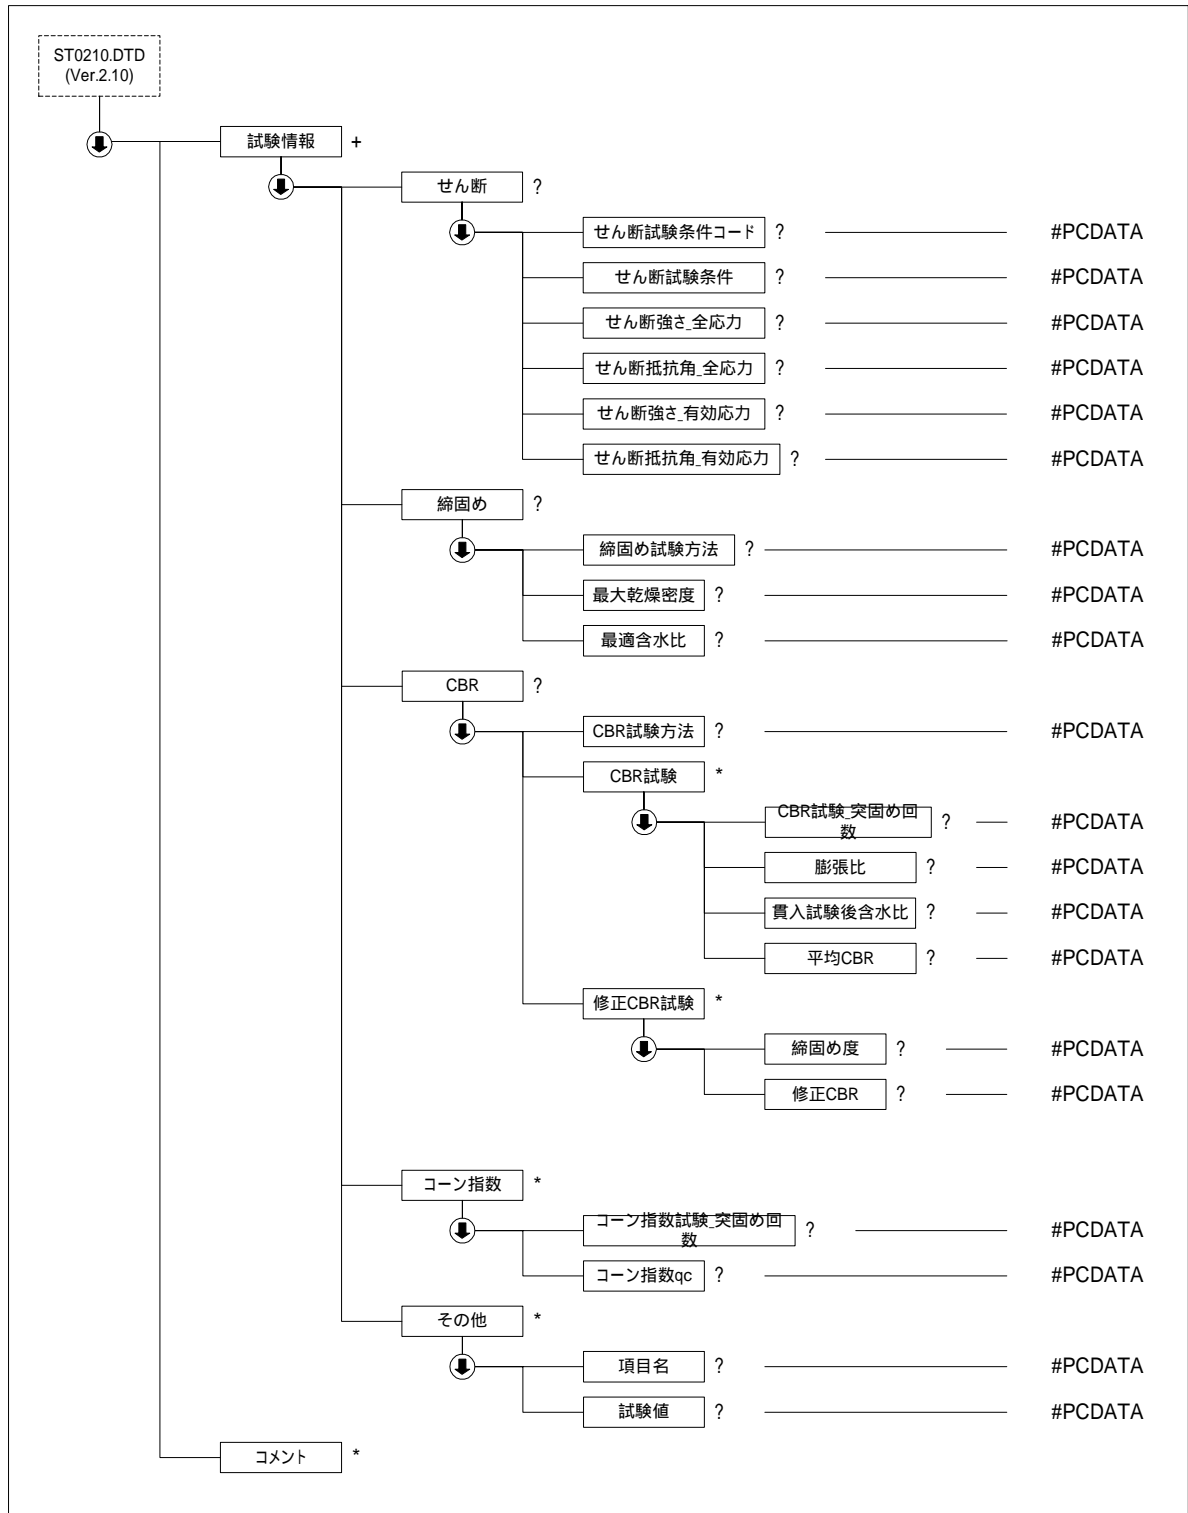 ST0210.DTD
(Ver.2.10)
試験情報 +
せん断 ?
せん断試験条件コード ? #PCDATA
せん断試験条件 ? #PCDATA
せん断強さ_全応力 ? #PCDATA
せん断抵抗角_全応力 ? #PCDATA
せん断強さ_有効応力 ? #PCDATA
せん断抵抗角_有効応力 ? #PCDATA
締固め ?
締固め試験方法 ? #PCDATA
最大乾燥密度 ? #PCDATA
最適含水比 ? #PCDATA
CBR ?
CBR試験方法 ? #PCDATA
CBR試験 *
CBR試験_突固め回
数 ? #PCDATA
膨張比 ? #PCDATA
貫入試験後含水比 ? #PCDATA
平均CBR ? #PCDATA
修正CBR試験 *
締固め度 ? #PCDATA
修正CBR ? #PCDATA
コーン指数 *
コーン指数試験_突固め回
数 ? #PCDATA
コーン指数qc ? #PCDATA
その他 *
項目名 ? #PCDATA
試験値 ? #PCDATA
コメント *